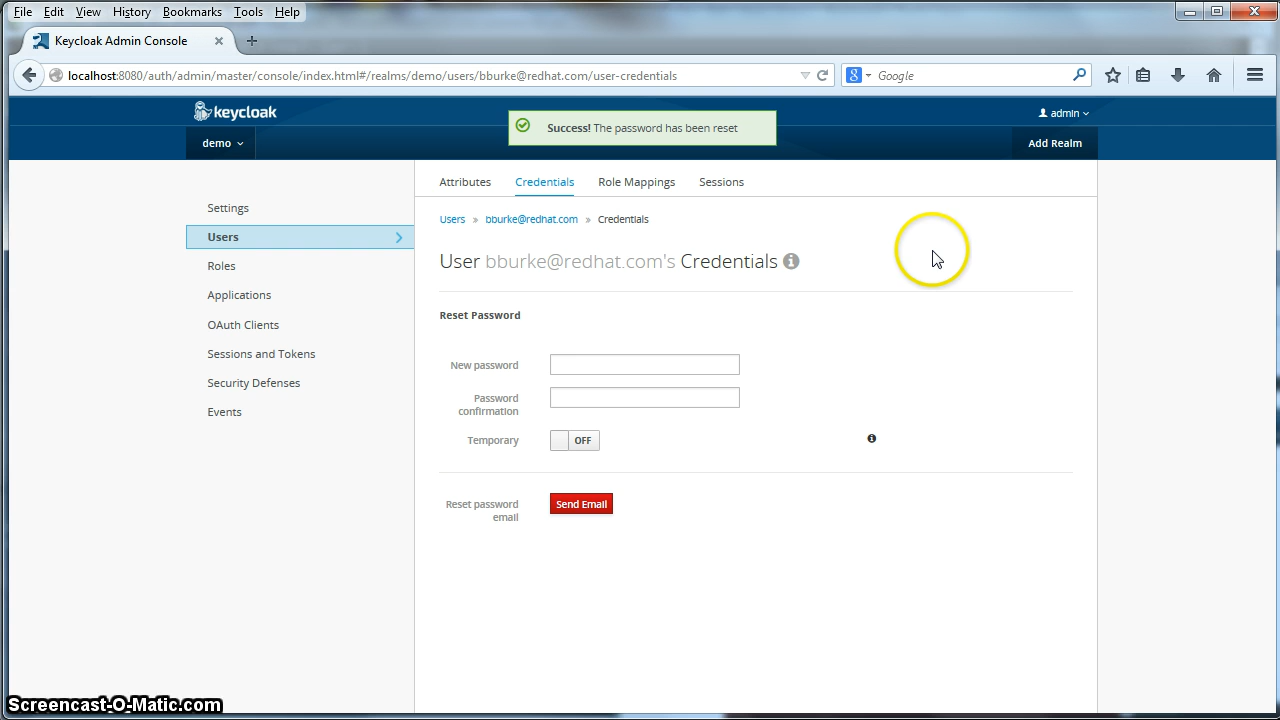 File Edit View History Bookmarks Tools Help
Keycloak Admin Console
localhost:8080/auth/admin/master/console/index.html#/realms/demo/users/bburke@redhat.com/user-credentials
Google
keycloak
admin
Success! The password has been reset
demo
Add Realm
Attributes Credentials Role Mappings Sessions
Settings
Users
Roles
Applications
OAuth Clients
Sessions and Tokens
Security Defenses
Events
Users » bburke@redhat.com » Credentials
User bburke@redhat.com's Credentials
Reset Password
New password
Password
confirmation
Temporary OFF
Reset password
email
Send Email
Screencast-O-Matic.com